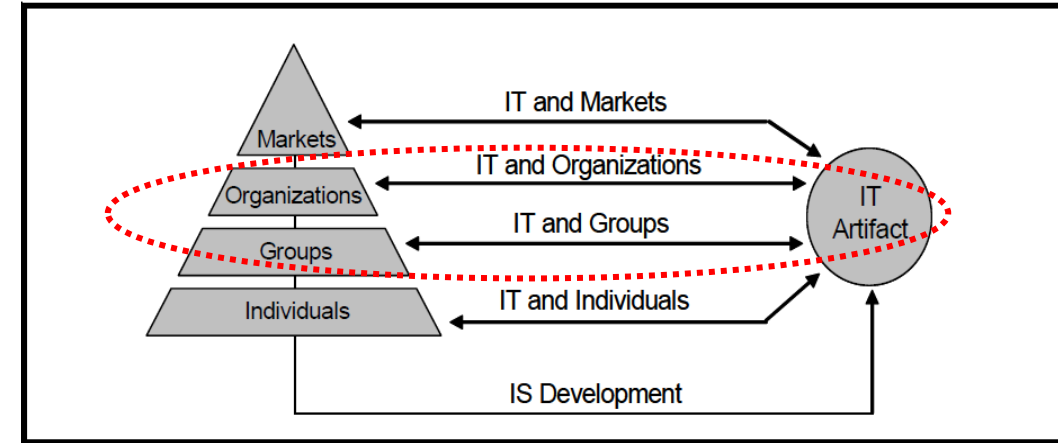 IT and Markets
Markets
IT and Organizations
Organizations
IT
Artifact
IT and Groups
Groups
IT and Individuals
Individuals
IS Development